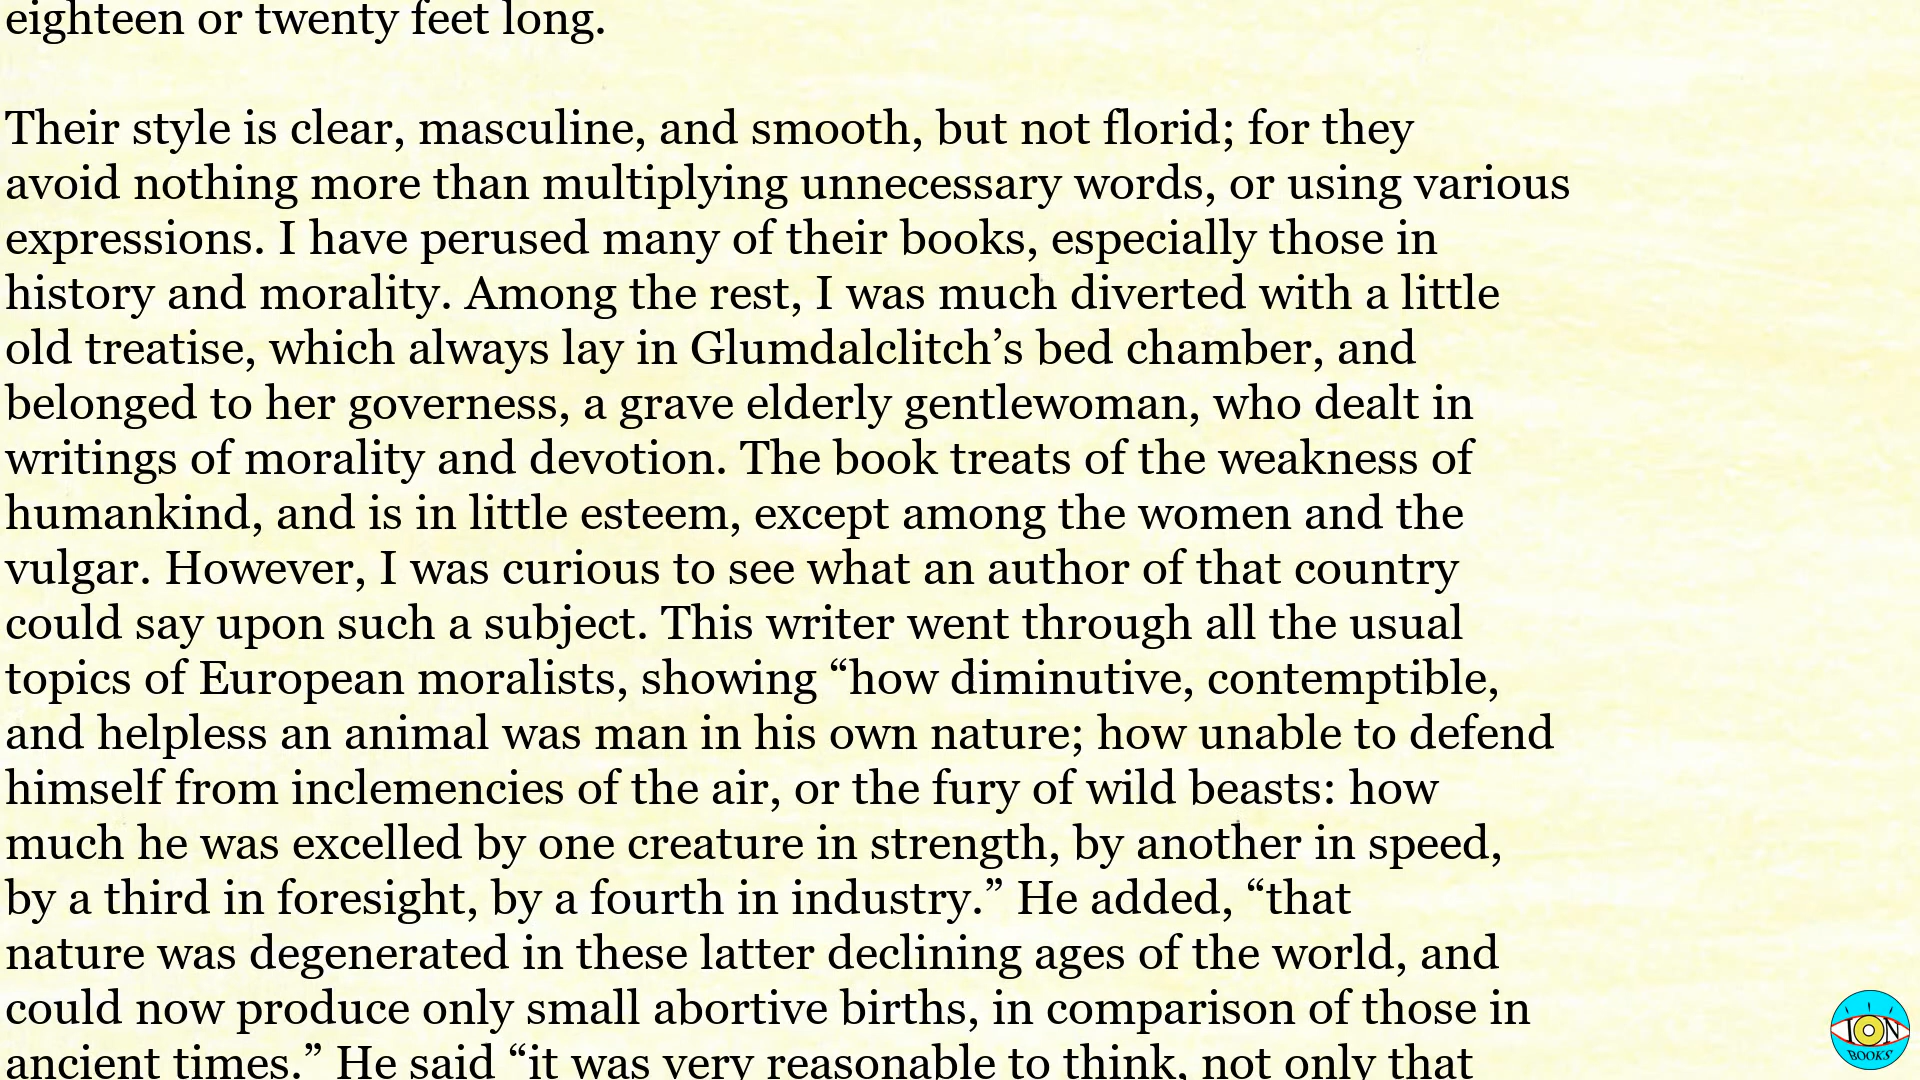 eighteen or twenty feet long.
Their style is clear, masculine, and smooth, but not florid; for they
avoid nothing more than multiplying unnecessary words, or using various
expressions. I have perused many of their books, especially those in
history and morality. Among the rest, I was much diverted with a little
old treatise, which always lay in Glumdalclitch’s bed chamber, and
belonged to her governess, a grave elderly gentlewoman, who dealt in
writings of morality and devotion. The book treats of the weakness of
humankind, and is in little esteem, except among the women and the
vulgar. However, I was curious to see what an author of that country
could say upon such a subject. This writer went through all the usual
topics of European moralists, showing “how diminutive, contemptible,
and helpless an animal was man in his own nature; how unable to defend
himself from inclemencies of the air, or the fury of wild beasts: how
much he was excelled by one creature in strength, by another in speed,
by a third in foresight, by a fourth in industry.” He added, “that
nature was degenerated in these latter declining ages of the world, and
could now produce only small abortive births, in comparison of those in
ancient times.” He said “it was very reasonable to think, not only that
ION
BOOKS